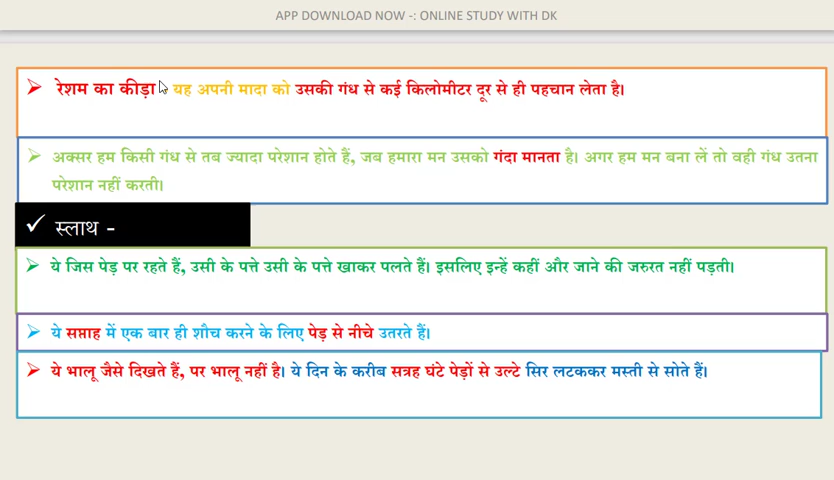 APP DOWNLOAD NOW -: ONLINE STUDY WITH DK
➢ रेशम का कीड़ा यह अपनी मादा को उसकी गंध से कई किलोमीटर दूर से ही पहचान लेता है।
➢ अक्सर हम किसी गंध से तब ज्यादा परेशान होते हैं, जब हमारा मन उसको गंदा मानता है। अगर हम मन बना लें तो वही गंध उतना
परेशान नहीं करती।
✓ स्लाथ -
➢ ये जिस पेड़ पर रहते हैं, उसी के पत्ते उसी के पत्ते खाकर पलते हैं। इसलिए इन्हें कहीं और जाने की जरुरत नहीं पड़ती।
➢ ये सप्ताह में एक बार ही शौच करने के लिए पेड़ से नीचे उतरते हैं।
➢ ये भालू जैसे दिखते हैं, पर भालू नहीं है। ये दिन के करीब सत्रह घंटे पेड़ों से उल्टे सिर लटककर मस्ती से सोते हैं।